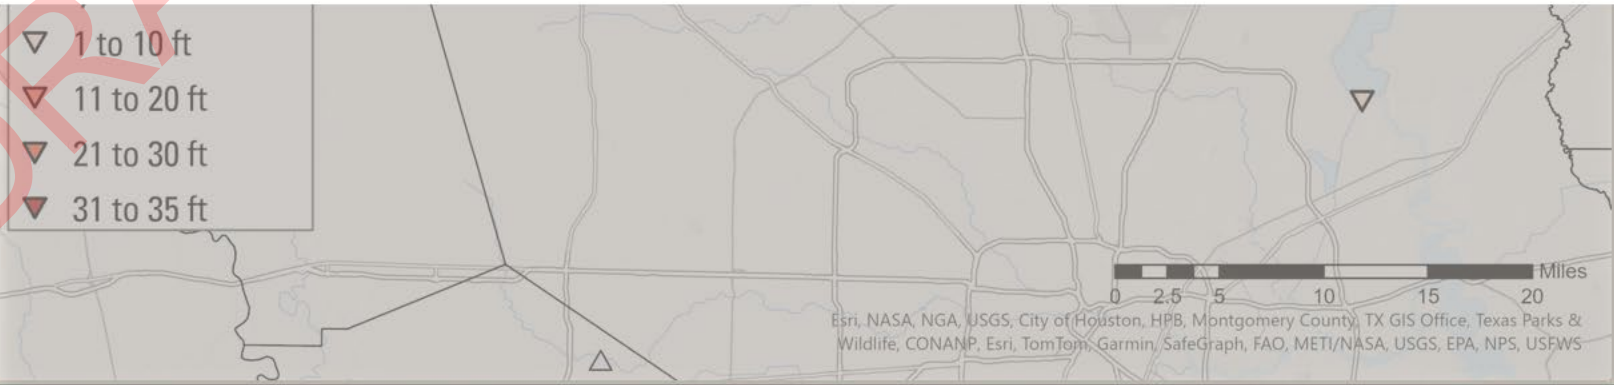 1 to 10 ft
11 to 20 ft
21 to 30 ft
31 to 35 ft
Miles
0 2.5 5 10 15 20
Esri, NASA, NGA, USGS, City of Houston, HPB, Montgomery County, TX GIS Office, Texas Parks &
Wildlife, CONANP, Esri, TomTom, Garmin, SafeGraph, FAO, METI/NASA, USGS, EPA, NPS, USFWS